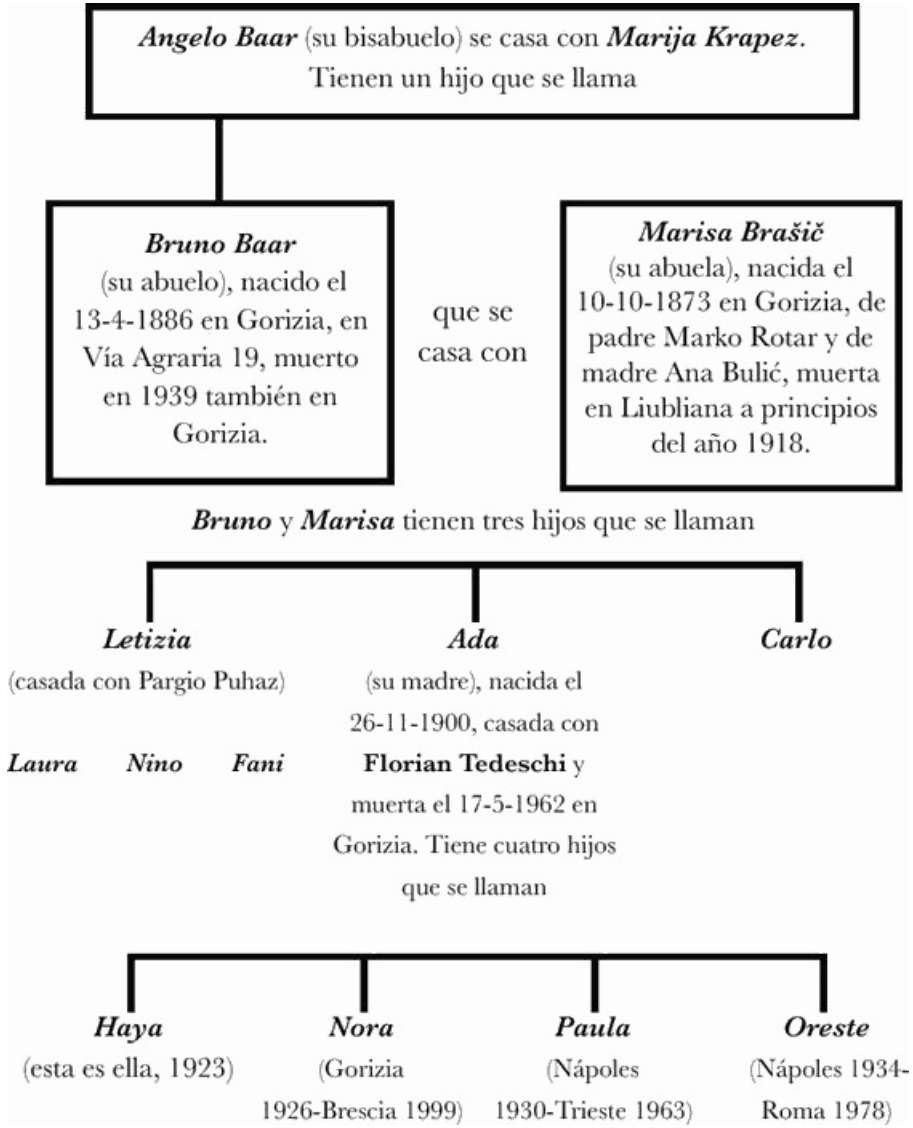 Angelo Baar (su bisabuelo) se casa con Marija Krapez.
Tienen un hijo que se llama
Bruno Baar
(su abuelo), nacido el
13-4-1886 en Gorizia, en
Vía Agraria 19, muerto
en 1939 también en
Gorizia.
que se
casa con
Marisa Brašič
(su abuela), nacida el
10-10-1873 en Gorizia, de
padre Marko Rotar y de
madre Ana Bulić, muerta
en Liubliana a principios
del año 1918.
Bruno y Marisa tienen tres hijos que se llaman
Letizia
(casada con Pargio Puhaz)
Laura Nino Fani
Ada
(su madre), nacida el
26-11-1900, casada con
Florian Tedeschi y
muerta el 17-5-1962 en
Gorizia. Tiene cuatro hijos
que se llaman
Carlo
Haya
(esta es ella, 1923)
Nora
(Gorizia
1926-Brescia 1999)
Paula
(Nápoles
1930-Trieste 1963)
Oreste
(Nápoles 1934-
Roma 1978)